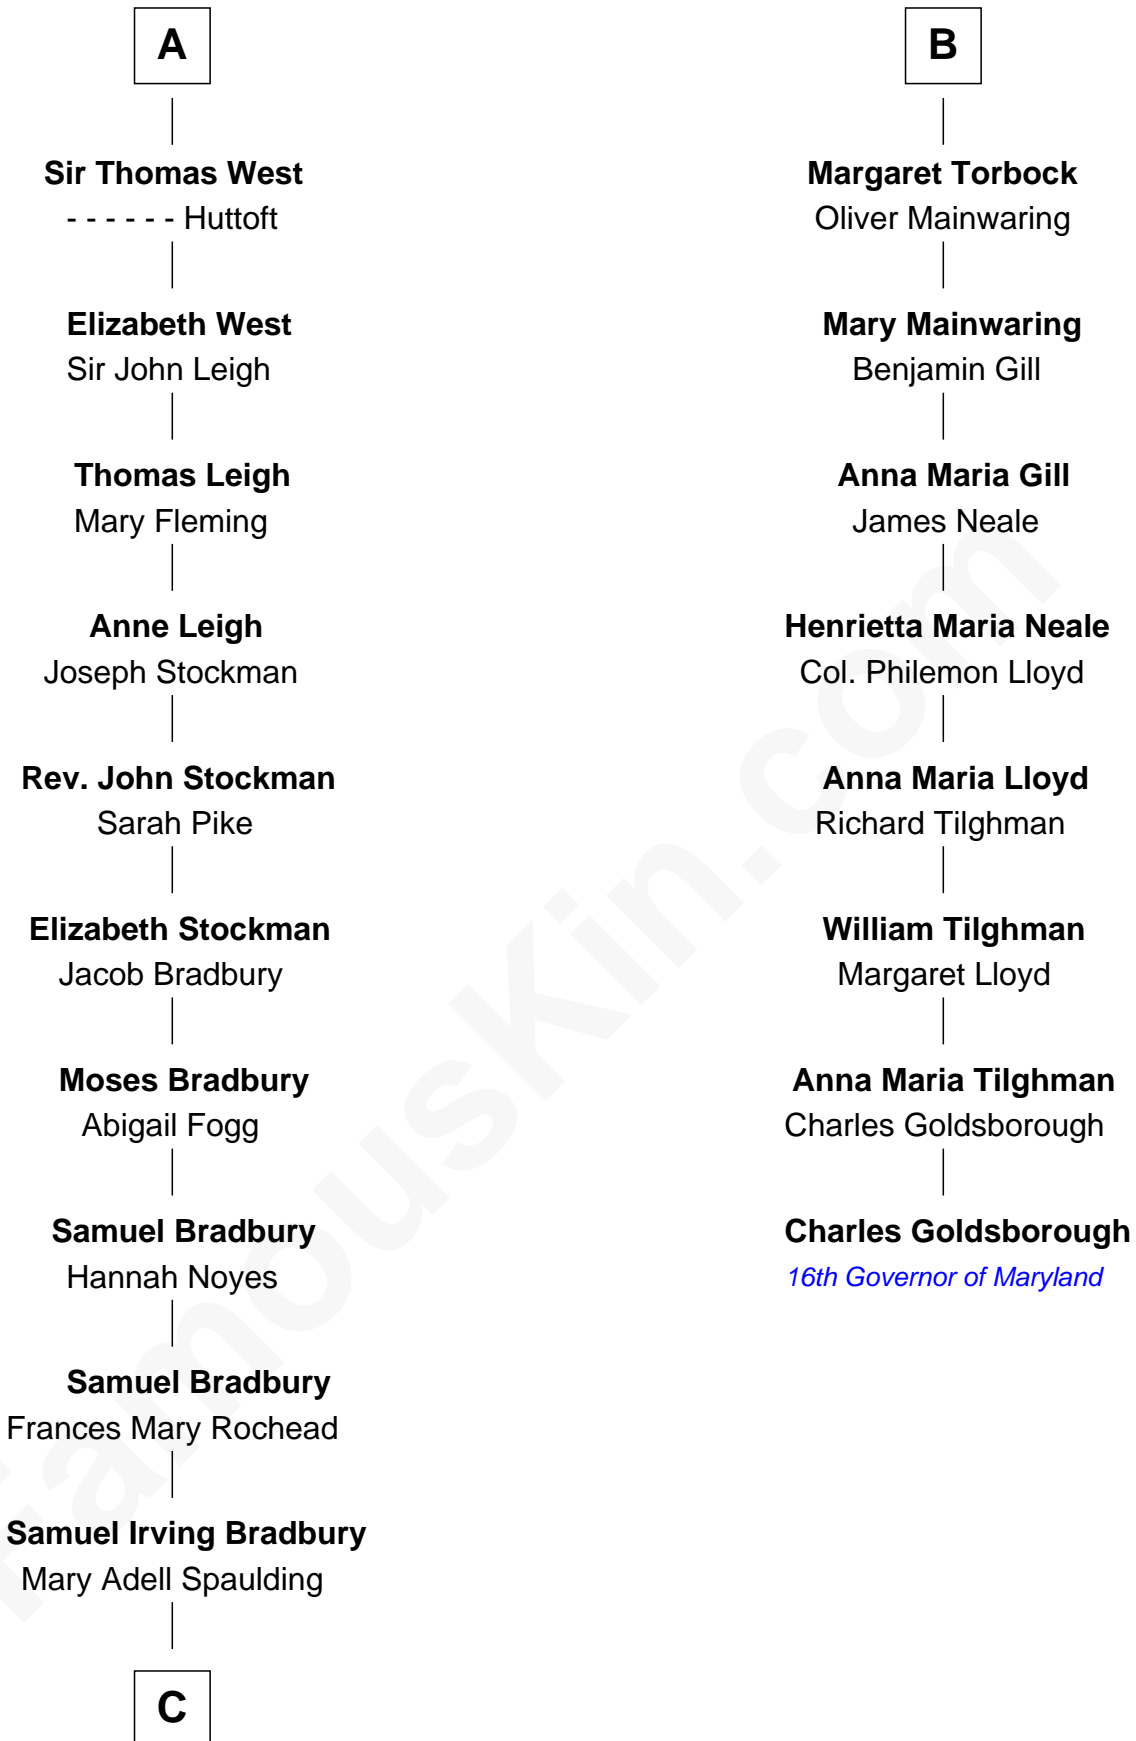 A
Sir Thomas West
- - - - - - Huttoft
Elizabeth West
Sir John Leigh
Thomas Leigh
Mary Fleming
Anne Leigh
Joseph Stockman
Rev. John Stockman
Sarah Pike
Elizabeth Stockman
Jacob Bradbury
Moses Bradbury
Abigail Fogg
Samuel Bradbury
Hannah Noyes
Samuel Bradbury
Frances Mary Rochead
Samuel Irving Bradbury
Mary Adell Spaulding
C
B
Margaret Torbock
Oliver Mainwaring
Mary Mainwaring
Benjamin Gill
Anna Maria Gill
James Neale
Henrietta Maria Neale
Col. Philemon Lloyd
Anna Maria Lloyd
Richard Tilghman
William Tilghman
Margaret Lloyd
Anna Maria Tilghman
Charles Goldsborough
Charles Goldsborough
16th Governor of Maryland
FamousKin.com